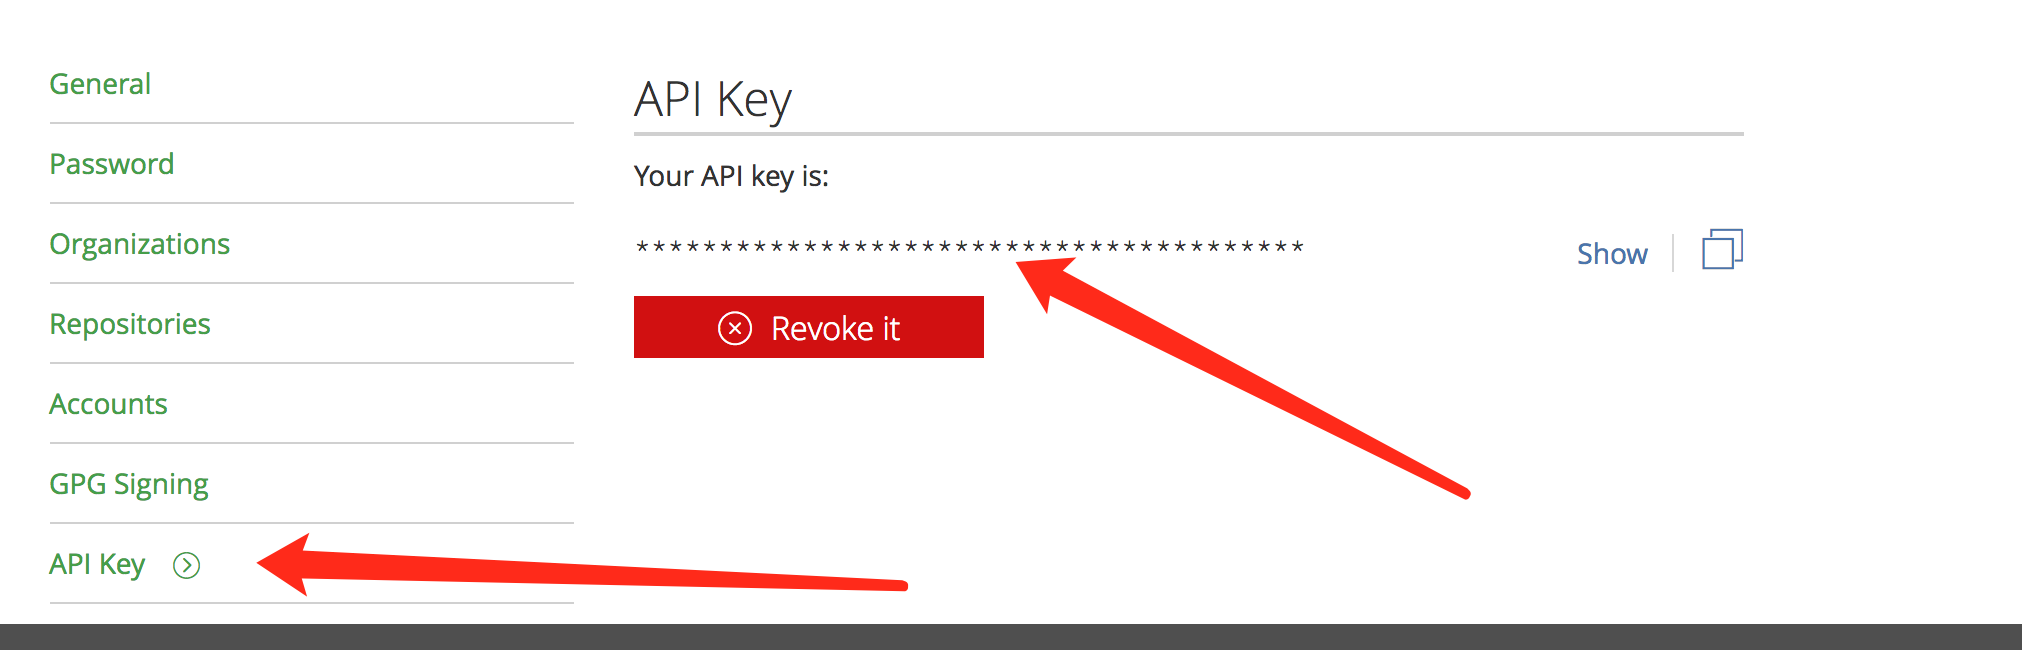 General
Password
Organizations
Repositories
Accounts
GPG Signing
API Key
API Key
Your API key is:
****************************************
Show
Revoke it